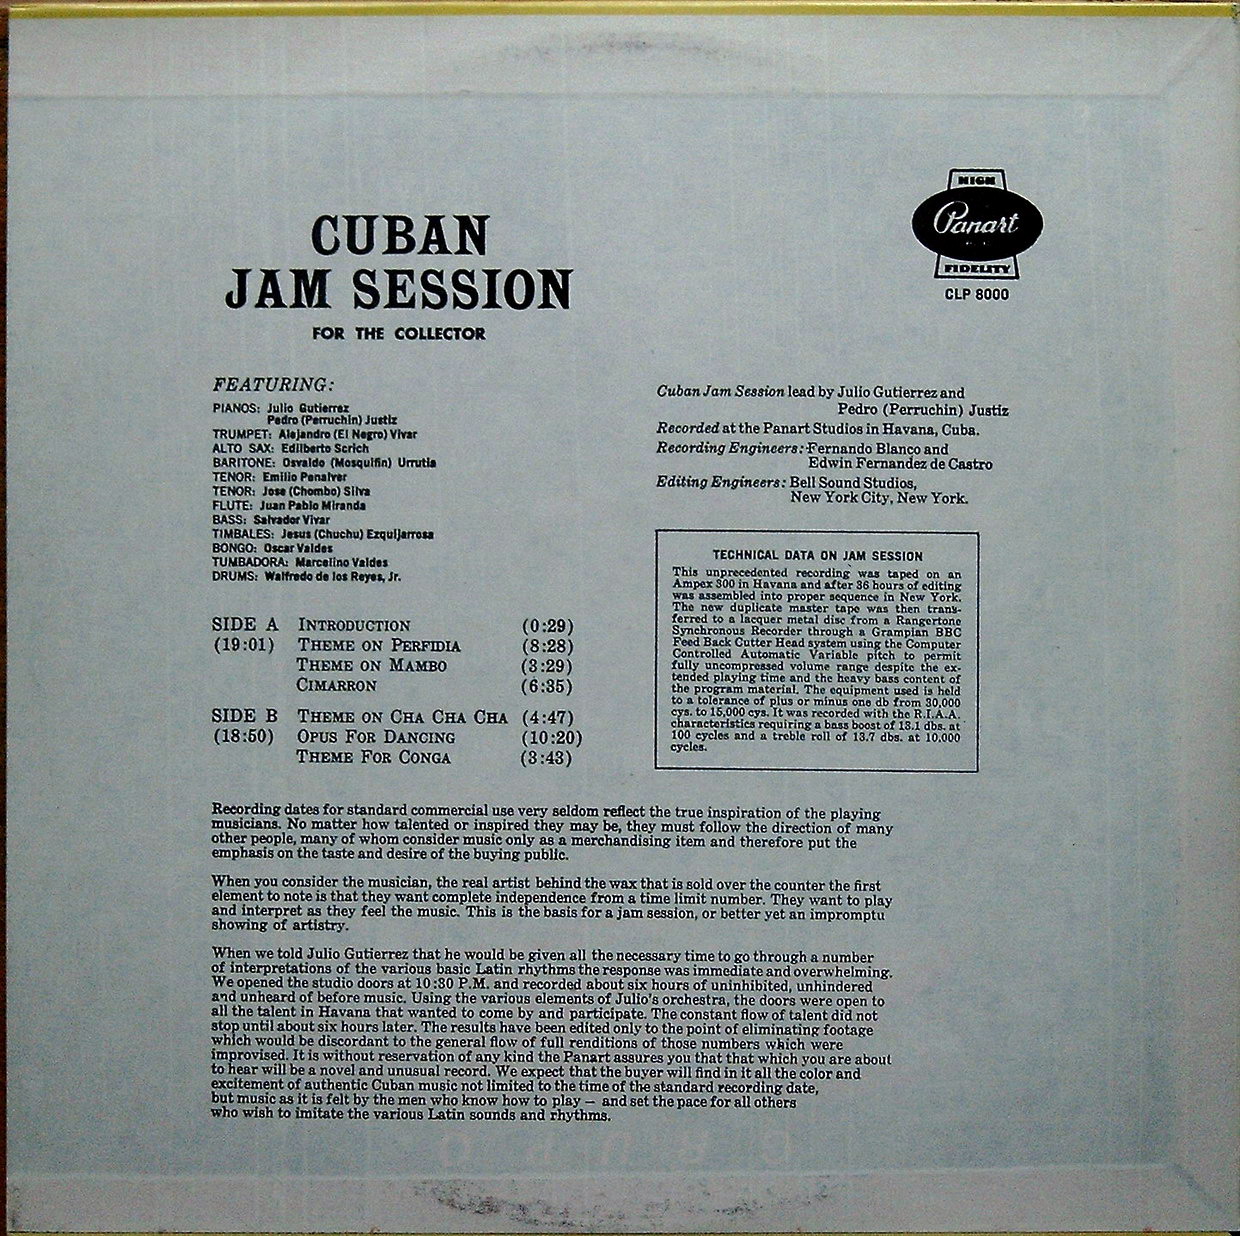 HIGH
Panart
FIDELITY
CLP 8000
CUBAN
JAM SESSION
FOR THE COLLECTOR
FEATURING:
PIANOS: Julio Gutierrez
Pedro (Perruchin) Justiz
TRUMPET: Alejandro (El Negro) Vivar
ALTO SAX: Edilberto Scrich
BARITONE: Osvaldo (Mosquifin) Urrutia
TENOR: Emilio Penalver
TENOR: Jose (Chombo) Silva
FLUTE: Juan Pablo Miranda
BASS: Salvador Vivar
TIMBALES: Jesus (Chuchu) Ezquijarrosa
BONGO: Oscar Valdes
TUMBADORA: Marcelino Valdes
DRUMS: Walfredo de los Reyes, Jr.
SIDE A INTRODUCTION (0:29)
(19:01) THEME ON PERFIDIA (8:28)
THEME ON MAMBO (3:29)
CIMARRON (6:35)
SIDE B THEME ON CHA CHA CHA (4:47)
(18:50) OPUS FOR DANCING (10:20)
THEME FOR CONGA (3:43)
Cuban Jam Session lead by Julio Gutierrez and
Pedro (Perruchin) Justiz
Recorded at the Panart Studios in Havana, Cuba.
Recording Engineers: Fernando Blanco and
Edwin Fernandez de Castro
Editing Engineers: Bell Sound Studios,
New York City, New York.
TECHNICAL DATA ON JAM SESSION
This unprecedented recording was taped on an
Ampex 300 in Havana and after 36 hours of editing
was assembled into proper sequence in New York.
The new duplicate master tape was then trans-
ferred to a lacquer metal disc from a Rangertone
Synchronous Recorder through a Grampian BBC
Feed Back Cutter Head system using the Computer
Controlled Automatic Variable pitch to permit
fully uncompressed volume range despite the ex-
tended playing time and the heavy bass content of
the program material. The equipment used is held
to a tolerance of plus or minus one db from 30,000
cys. to 15,000 cys. It was recorded with the R.I.A.A.
characteristics requiring a bass boost of 13.1 dbs. at
100 cycles and a treble roll of 13.7 dbs. at 10,000
cycles.
Recording dates for standard commercial use very seldom reflect the true inspiration of the playing
musicians. No matter how talented or inspired they may be, they must follow the direction of many
other people, many of whom consider music only as a merchandising item and therefore put the
emphasis on the taste and desire of the buying public.
When you consider the musician, the real artist behind the wax that is sold over the counter the first
element to note is that they want complete independence from a time limit number. They want to play
and interpret as they feel the music. This is the basis for a jam session, or better yet an impromptu
showing of artistry.
When we told Julio Gutierrez that he would be given all the necessary time to go through a number
of interpretations of the various basic Latin rhythms the response was immediate and overwhelming.
We opened the studio doors at 10:30 P.M. and recorded about six hours of uninhibited, unhindered
and unheard of before music. Using the various elements of Julio's orchestra, the doors were open to
all the talent in Havana that wanted to come by and participate. The constant flow of talent did not
stop until about six hours later. The results have been edited only to the point of eliminating footage
which would be discordant to the general flow of full renditions of those numbers which were
improvised. It is without reservation of any kind the Panart assures you that that which you are about
to hear will be a novel and unusual record. We expect that the buyer will find in it all the color and
excitement of authentic Cuban music not limited to the time of the standard recording date,
but music as it is felt by the men who know how to play — and set the pace for all others
who wish to imitate the various Latin sounds and rhythms.